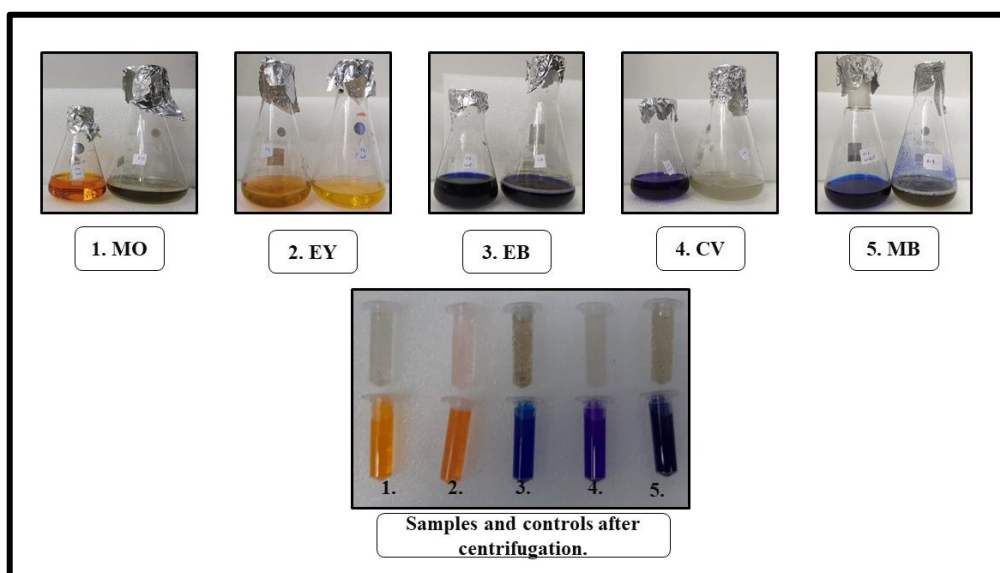 1. MO
2. EY
3. EB
4. CV
5. MB
1.
2.
3.
4.
5.
Samples and controls after
centrifugation.